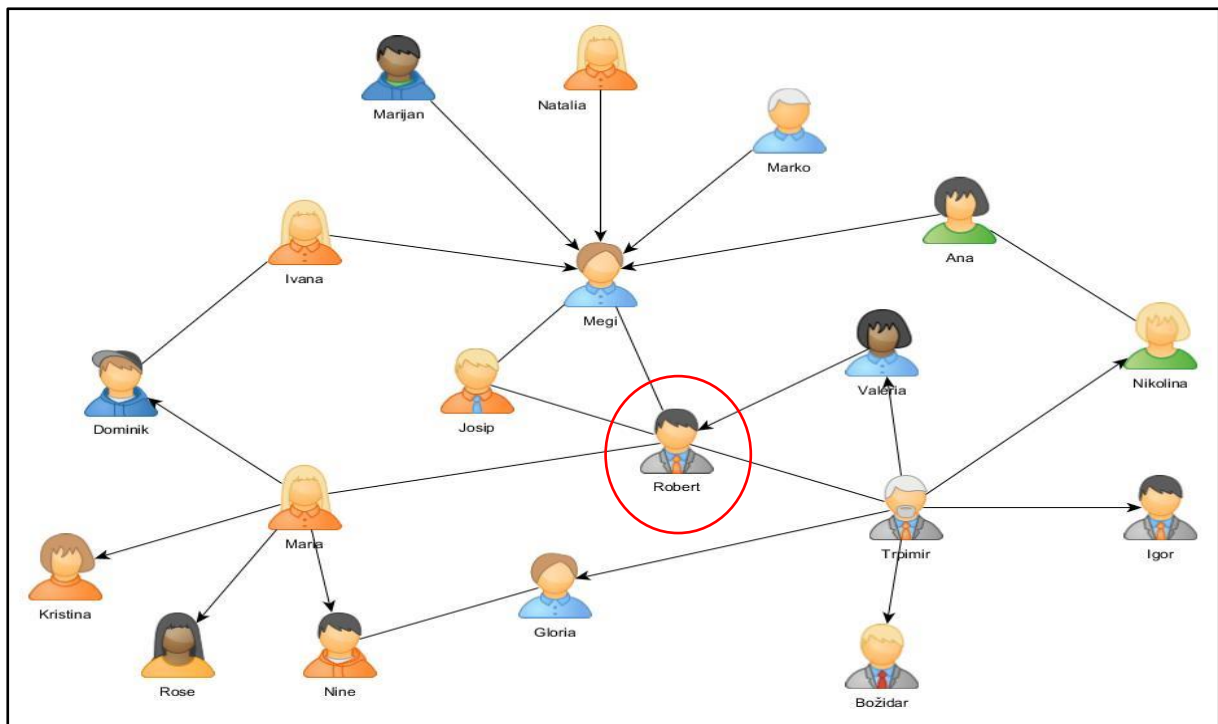 Marijan
Natalia
Marko
Ivana
Megi
Ana
Dominik
Josip
Valeria
Nikolina
Robert
Maria
Trpimir
Igor
Kristina
Rose
Nine
Gloria
Božidar